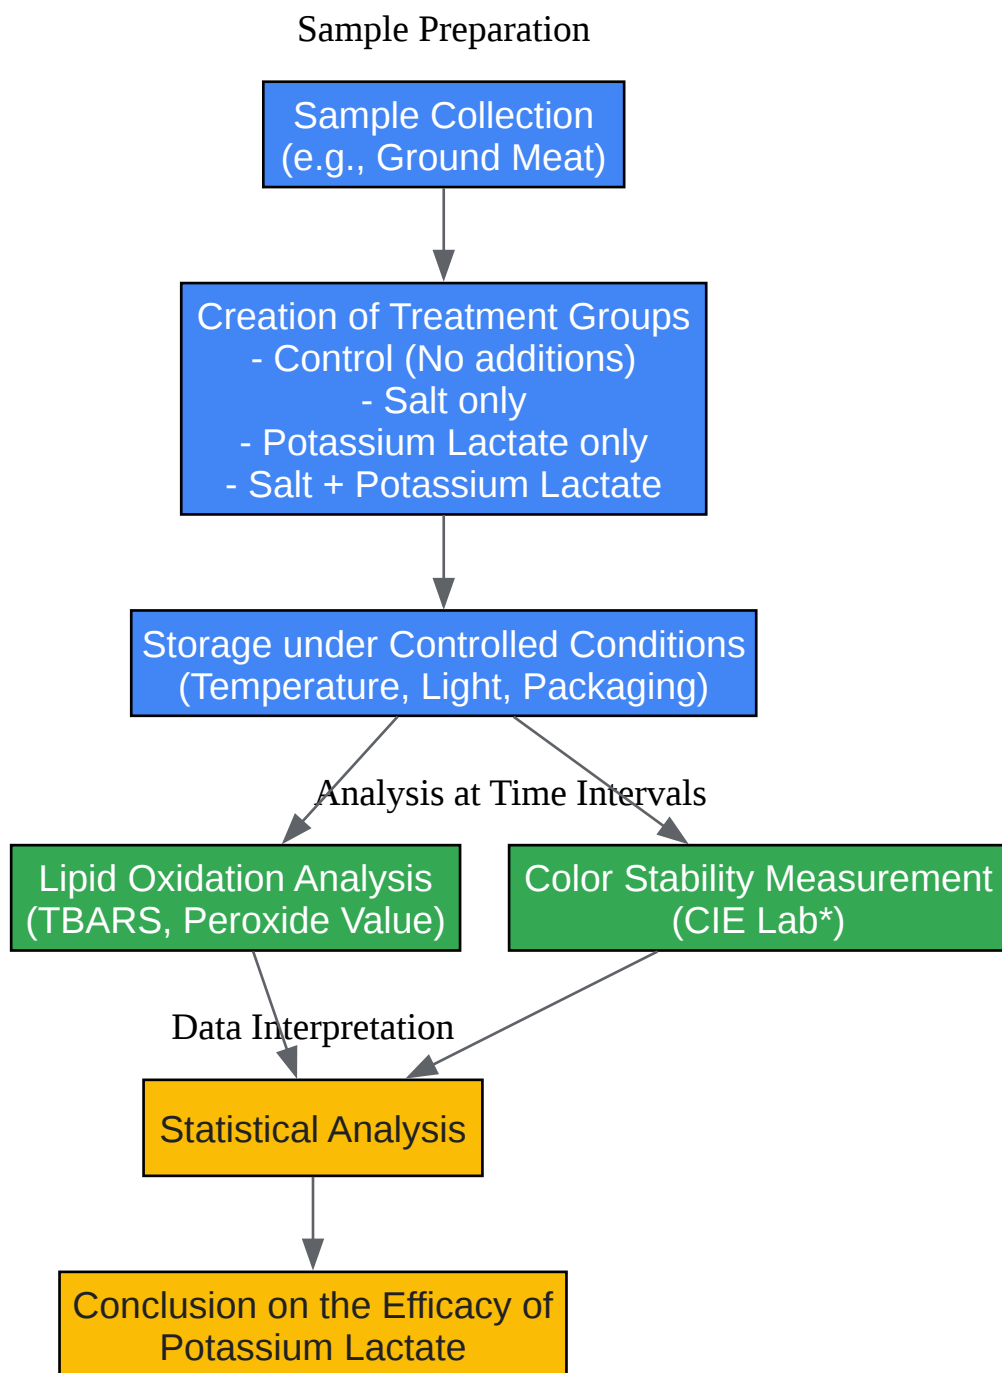 Sample Preparation
Sample Collection
(e.g., Ground Meat)
Creation of Treatment Groups
- Control (No additions)
- Salt only
- Potassium Lactate only
- Salt + Potassium Lactate
Storage under Controlled Conditions
(Temperature, Light, Packaging)
Analysis at Time Intervals
Lipid Oxidation Analysis
(TBARS, Peroxide Value)
Color Stability Measurement
(CIE Lab*)
Data Interpretation
Statistical Analysis
Conclusion on the Efficacy of
Potassium Lactate